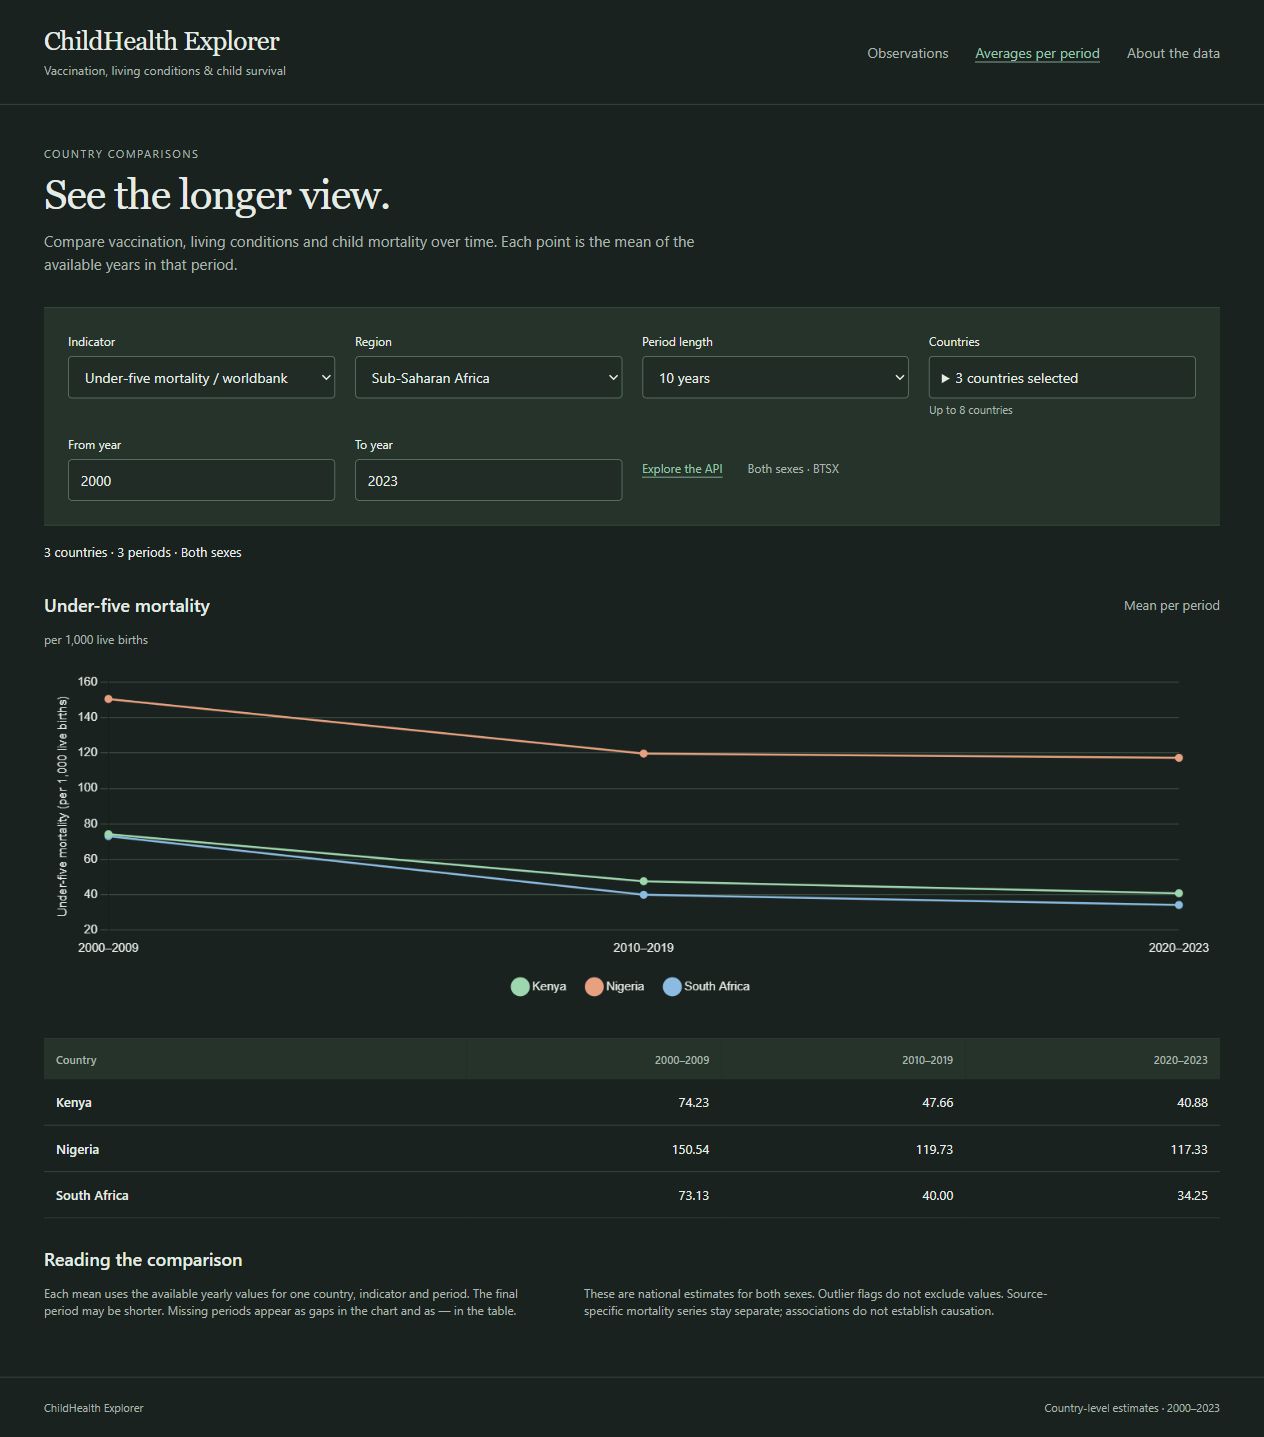 ChildHealth Explorer
Vaccination, living conditions & child survival
Observations
Averages per period
About the data
COUNTRY COMPARISONS
See the longer view.
Compare vaccination, living conditions and child mortality over time. Each point is the mean of the
available years in that period.
Indicator
Region
Period length
Countries
Under-five mortality / worldbank
Sub-Saharan Africa
10 years
3 countries selected
Up to 8 countries
From year
To year
2000
2023
Explore the API
Both sexes · BTSX
3 countries · 3 periods · Both sexes
Under-five mortality
Mean per period
per 1,000 live births
Under-five mortality (per 1,000 live births)
160
140
120
100
80
60
40
20
2000–2009
2010–2019
2020–2023
Kenya
Nigeria
South Africa
Country 2000–2009 2010–2019 2020–2023
Kenya 74.23 47.66 40.88
Nigeria 150.54 119.73 117.33
South Africa 73.13 40.00 34.25
Reading the comparison
Each mean uses the available yearly values for one country, indicator and period. The final
period may be shorter. Missing periods appear as gaps in the chart and as — in the table.
These are national estimates for both sexes. Outlier flags do not exclude values. Source-
specific mortality series stay separate; associations do not establish causation.
ChildHealth Explorer
Country-level estimates · 2000–2023